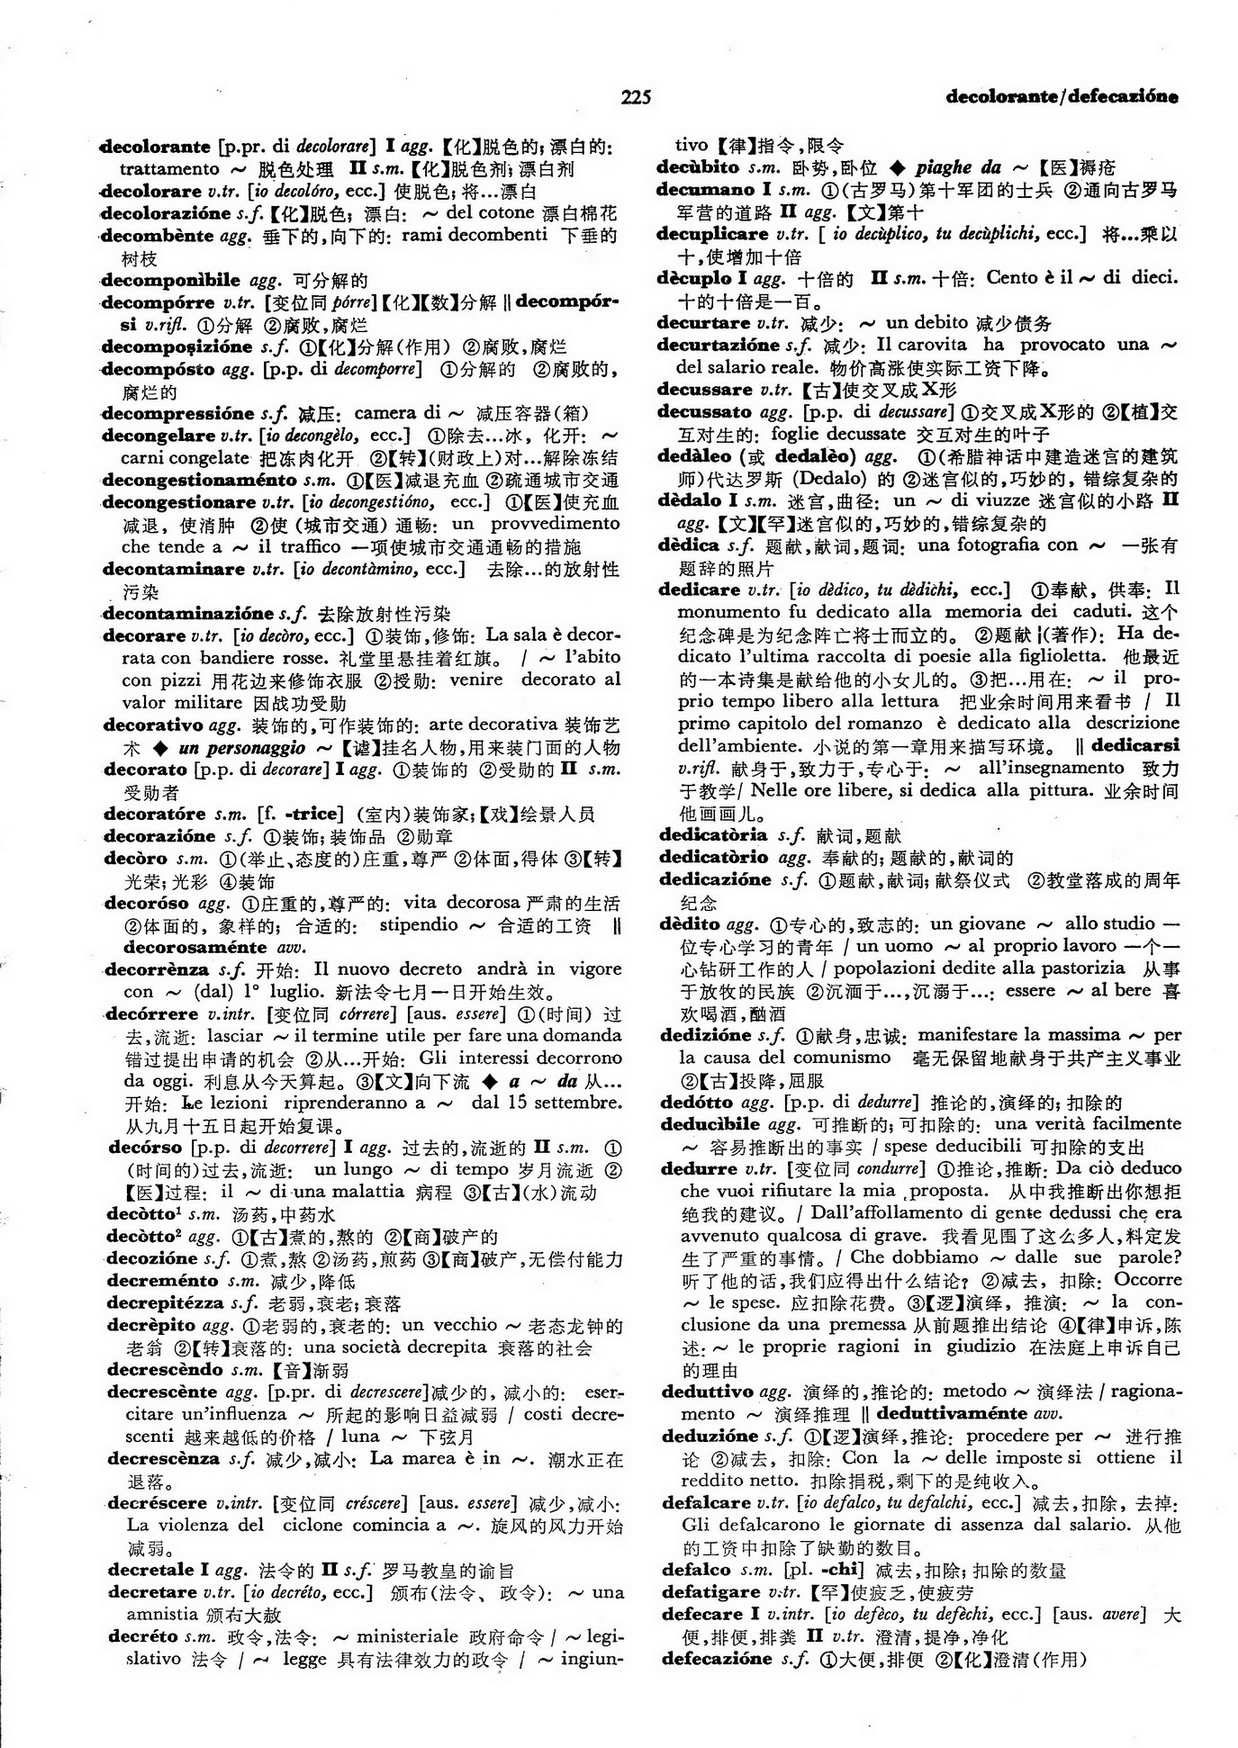 225
decolorante/defecazióne
decolorante [p.pr. di decolorare] I agg. 【化】脱色的; 漂白的:
trattamento ~ 脱色处理 II s.m.【化】脱色剂; 漂白剂
decolorare v.tr. [io decolóro, ecc.] 使脱色; 将…漂白
decolorazióne s.f.【化】脱色; 漂白: ~ del cotone 漂白棉花
decombènte agg. 垂下的,向下的: rami decombenti 下垂的
树枝
decomponìbile agg. 可分解的
decompórre v.tr. [变位同 pórre]【化】【数】分解 ‖ decompór-
si v.rifl. ①分解 ②腐败,腐烂
decomposizióne s.f. ①【化】分解(作用) ②腐败,腐烂
decompósto agg. [p.p. di decomporre] ①分解的 ②腐败的,
腐烂的
decompressióne s.f. 减压: camera di ~ 减压容器(箱)
decongelare v.tr. [io decongèlo, ecc.] ①除去…冰, 化开: ~
carni congelate 把冻肉化开 ②【转】(财政上)对…解除冻结
decongestionaménto s.m. ①【医】减退充血 ②疏通城市交通
decongestionare v.tr. [io decongestióno, ecc.] ①【医】使充血
减退, 使消肿 ②使 (城市交通) 通畅: un provvedimento
che tende a ~ il traffico 一项使城市交通通畅的措施
decontaminare v.tr. [io decontàmino, ecc.] 去除…的放射性
污染
decontaminazióne s.f. 去除放射性污染
decorare v.tr. [io decòro, ecc.] ①装饰,修饰: La sala è decor-
rata con bandiere rosse. 礼堂里悬挂着红旗。 / ~ l'abito
con pizzi 用花边来修饰衣服 ②授勋: venire decorato al
valor militare 因战功受勋
decorativo agg. 装饰的,可作装饰的: arte decorativa 装饰艺
术 ◆ un personaggio ~【谑】挂名人物,用来装门面的人物
decorato [p.p. di decorare] I agg. ①装饰的 ②受勋的 II s.m.
受勋者
decoratóre s.m. [f. -trice] (室内)装饰家;【戏】绘景人员
decorazióne s.f. ①装饰; 装饰品 ②勋章
decòro s.m. ①(举止、态度的)庄重,尊严 ②体面,得体 ③【转】
光荣; 光彩 ④装饰
decoróso agg. ①庄重的,尊严的: vita decorosa 严肃的生活
②体面的, 象样的; 合适的: stipendio ~ 合适的工资 ‖
decorosaménte avv.
decorrènza s.f. 开始: Il nuovo decreto andrà in vigore
con ~ (dal) 1° luglio. 新法令七月一日开始生效。
decórrere v.intr. [变位同 córrere] [aus. essere] ①(时间) 过
去,流逝: lasciar ~ il termine utile per fare una domanda
错过提出申请的机会 ②从…开始: Gli interessi decorrono
da oggi. 利息从今天算起。③【文】向下流 ◆ a ~ da 从…
开始: Le lezioni riprenderanno a ~ dal 15 settembre.
从九月十五日起开始复课。
decórso [p.p. di decorrere] I agg. 过去的,流逝的 II s.m. ①
(时间的)过去,流逝: un lungo ~ di tempo 岁月流逝 ②
【医】过程: il ~ di una malattia 病程 ③【古】(水)流动
decòtto¹ s.m. 汤药,中药水
decòtto² agg. ①【古】煮的,熬的 ②【商】破产的
decozióne s.f. ①煮,熬 ②汤药,煎药 ③【商】破产,无偿付能力
decreménto s.m. 减少,降低
decrepitézza s.f. 老弱,衰老; 衰落
decrèpito agg. ①老弱的,衰老的: un vecchio ~ 老态龙钟的
老翁 ②【转】衰落的: una società decrepita 衰落的社会
decrescèndo s.m. 【音】渐弱
decrescènte agg. [p.pr. di decrescere]减少的, 减小的: eser-
citare un'influenza ~ 所起的影响日益减弱 / costi decre-
scenti 越来越低的价格 / luna ~ 下弦月
decrescènza s.f. 减少,减小: La marea è in ~. 潮水正在
退落。
decréscere v.intr. [变位同 créscere] [aus. essere] 减少,减小:
La violenza del ciclone comincia a ~. 旋风的风力开始
减弱。
decretale I agg. 法令的 II s.f. 罗马教皇的谕旨
decretare v.tr. [io decréto, ecc.] 颁布(法令、政令): ~ una
amnistia 颁布大赦
decréto s.m. 政令,法令: ~ ministeriale 政府命令 / ~ legi-
slativo 法令 / ~ legge 具有法律效力的政令 / ~ ingiun-
tivo 【律】指令,限令
decùbito s.m. 卧势,卧位 ◆ piaghe da ~ 【医】褥疮
decumano I s.m. ①(古罗马)第十军团的士兵 ②通向古罗马
军营的道路 II agg. 【文】第十
decuplicare v.tr. [ io decùplico, tu decùplichi, ecc.] 将…乘以
十,使增加十倍
dècuplo I agg. 十倍的 II s.m. 十倍: Cento è il ~ di dieci.
十的十倍是一百。
decurtare v.tr. 减少: ~ un debito 减少债务
decurtazióne s.f. 减少: Il carovita ha provocato una ~
del salario reale. 物价高涨使实际工资下降。
decussare v.tr. 【古】使交叉成X形
decussato agg. [p.p. di decussare] ①交叉成X形的 ②【植】交
互对生的: foglie decussate 交互对生的叶子
dedàleo (或 dedalèo) agg. ①(希腊神话中建造迷宫的建筑
师)代达罗斯 (Dedalo) 的 ②迷宫似的,巧妙的, 错综复杂的
dèdalo I s.m. 迷宫,曲径: un ~ di viuzze 迷宫似的小路 II
agg. 【文】【罕】迷宫似的,巧妙的,错综复杂的
dèdica s.f. 题献,献词,题词: una fotografia con ~ 一张有
题辞的照片
dedicare v.tr. [io dèdico, tu dèdichi, ecc.] ①奉献, 供奉: Il
monumento fu dedicato alla memoria dei caduti. 这个
纪念碑是为纪念阵亡将士而立的。 ②题献 (著作): Ha de-
dicato l'ultima raccolta di poesie alla figlioletta. 他最近
的一本诗集是献给他的小女儿的。③把…用在: ~ il pro-
prio tempo libero alla lettura 把业余时间用来看书 / Il
primo capitolo del romanzo è dedicato alla descrizione
dell'ambiente. 小说的第一章用来描写环境。 ‖ dedicarsi
v.rifl. 献身于,致力于,专心于: ~ all'insegnamento 致力
于教学/ Nelle ore libere, si dedica alla pittura. 业余时间
他画画儿。
dedicatòria s.f. 献词,题献
dedicatòrio agg. 奉献的; 题献的,献词的
dedicazióne s.f. ①题献,献词; 献祭仪式 ②教堂落成的周年
纪念
dèdito agg. ①专心的,致志的: un giovane ~ allo studio 一
位专心学习的青年 / un uomo ~ al proprio lavoro 一个一
心钻研工作的人 / popolazioni dedite alla pastorizia 从事
于放牧的民族 ②沉湎于…,沉溺于…: essere ~ al bere 喜
欢喝酒,酗酒
dedizióne s.f. ①献身,忠诚: manifestare la massima ~ per
la causa del comunismo 毫无保留地献身于共产主义事业
②【古】投降,屈服
dedótto agg. [p.p. di dedurre] 推论的,演绎的; 扣除的
deducìbile agg. 可推断的; 可扣除的: una verità facilmente
~ 容易推断出的事实 / spese deducibili 可扣除的支出
dedurre v.tr. [变位同 condurre] ①推论,推断: Da ciò deduco
che vuoi rifiutare la mia proposta. 从中我推断出你想拒
绝我的建议。/ Dall'affollamento di gente dedussi che era
avvenuto qualcosa di grave. 我看见围了这么多人,料定发
生了严重的事情。/ Che dobbiamo ~ dalle sue parole?
听了他的话,我们应得出什么结论? ②减去, 扣除: Occorre
~ le spese. 应扣除花费。③【逻】演绎, 推演: ~ la con-
clusione da una premessa 从前题推出结论 ④【律】申诉,陈
述: ~ le proprie ragioni in giudizio 在法庭上申诉自己
的理由
deduttivo agg. 演绎的,推论的: metodo ~ 演绎法 / ragiona-
mento ~ 演绎推理 ‖ deduttivaménte avv.
deduzióne s.f. ①【逻】演绎,推论: procedere per ~ 进行推
论 ②减去, 扣除: Con la ~ delle imposte si ottiene il
reddito netto. 扣除捐税,剩下的是纯收入。
defalcare v.tr. [io defalco, tu defalchi, ecc.] 减去,扣除, 去掉:
Gli defalcarono le giornate di assenza dal salario. 从他
的工资中扣除了缺勤的数目。
defalco s.m. [pl. -chi] 减去,扣除; 扣除的数量
defatigare v.tr. 【罕】使疲乏,使疲劳
defecare I v.intr. [io defèco, tu defèchi, ecc.] [aus. avere] 大
便,排便,排粪 II v.tr. 澄清,提净,净化
defecazióne s.f. ①大便,排便 ②【化】澄清(作用)